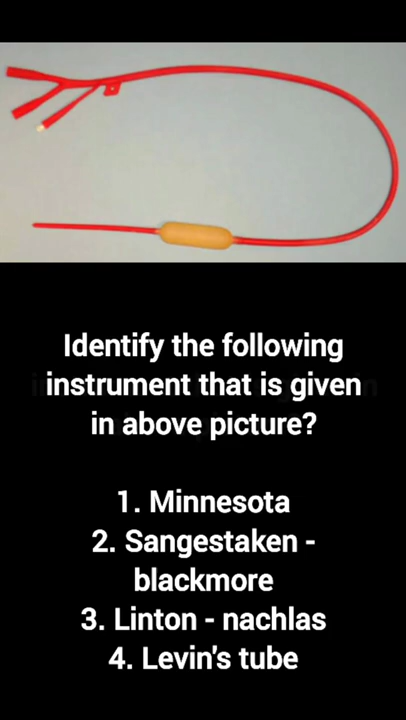 Identify the following
instrument that is given
in above picture?
1. Minnesota
2. Sangestaken -
blackmore
3. Linton - nachlas
4. Levin's tube